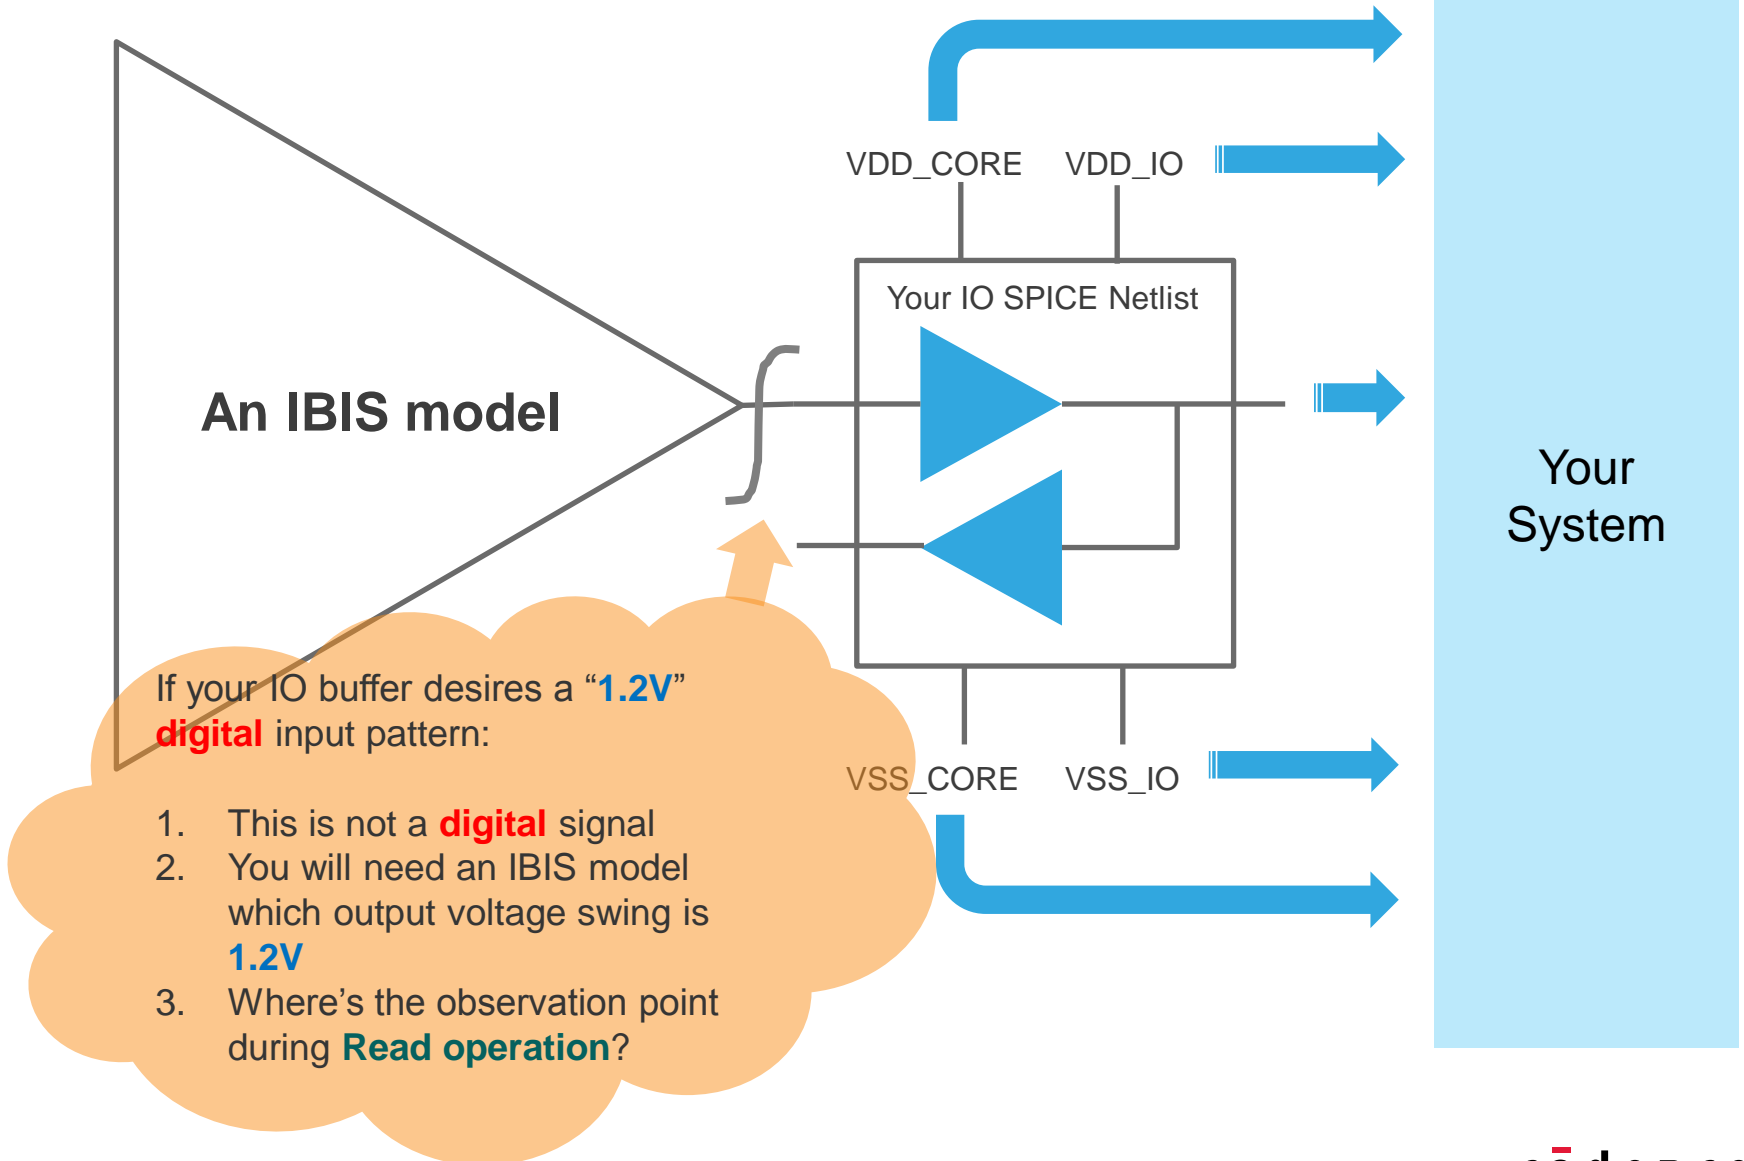 VDD_CORE VDD_IO
Your IO SPICE Netlist
An IBIS model
Your
System
If your IO buffer desires a “1.2V”
digital input pattern:
1. This is not a digital signal
2. You will need an IBIS model
which output voltage swing is
1.2V
3. Where’s the observation point
during Read operation?
VSS_CORE VSS_IO